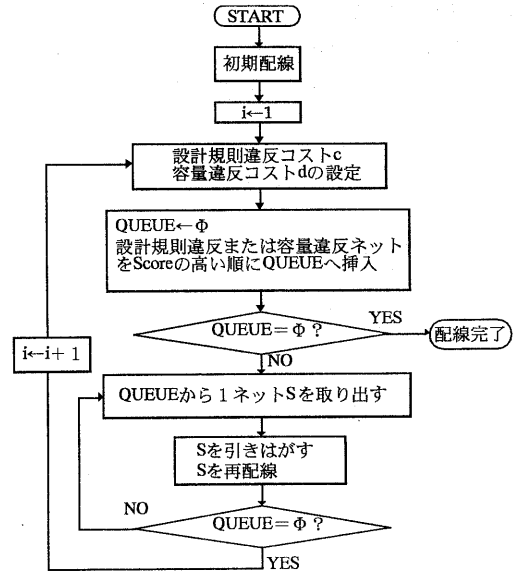 START
初期配線
i←1
設計規則違反コストc
容量違反コストdの設定
QUEUE←Φ
設計規則違反または容量違反ネット
をScoreの高い順にQUEUEへ挿入
QUEUE=Φ？
YES
配線完了
i←i+1
NO
QUEUEから1ネットSを取り出す
Sを引きはがす
Sを再配線
NO
QUEUE=Φ？
YES